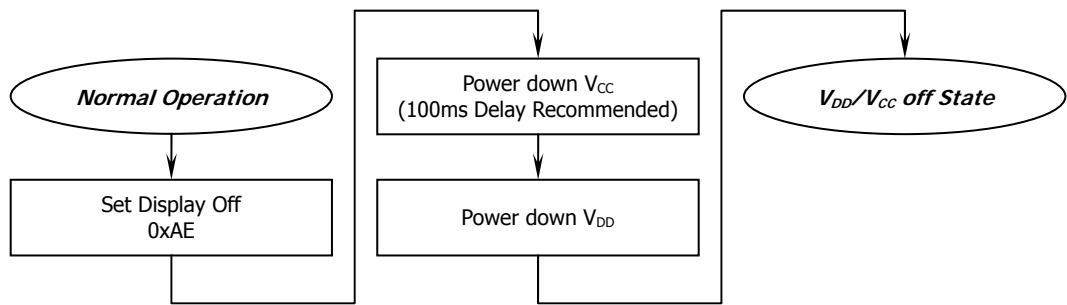 Normal Operation
Set Display Off
0xAE
Power down VCC
(100ms Delay Recommended)
Power down VDD
VDD/VCC off State